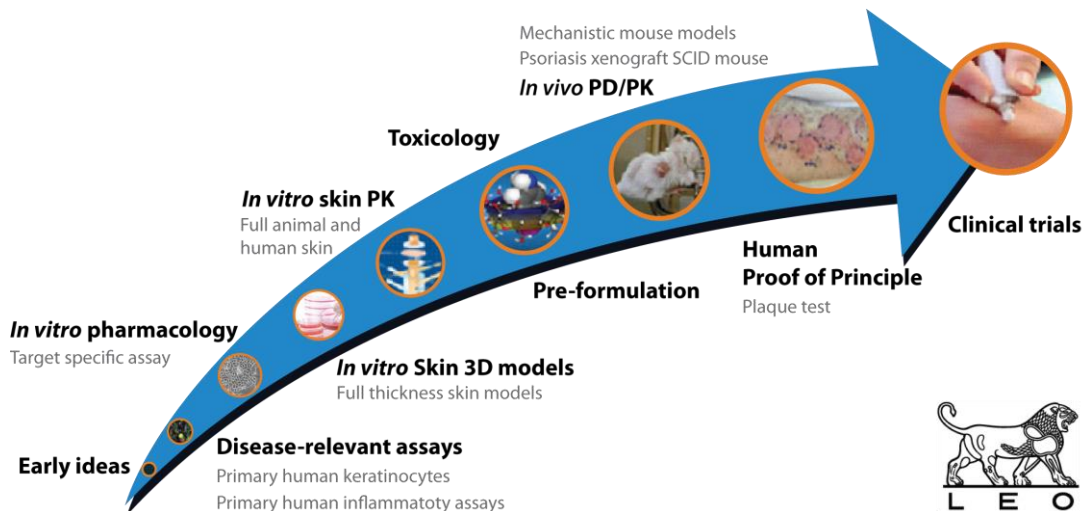 Mechanistic mouse models
Psoriasis xenograft SCID mouse
In vivo PD/PK
Toxicology
In vitro skin PK
Full animal and
human skin
Clinical trials
Human
Proof of Principle
Plaque test
Pre-formulation
In vitro pharmacology
Target specific assay
In vitro Skin 3D models
Full thickness skin models
Disease-relevant assays
Primary human keratinocytes
Primary human inflammatoty assays
Early ideas
LEO